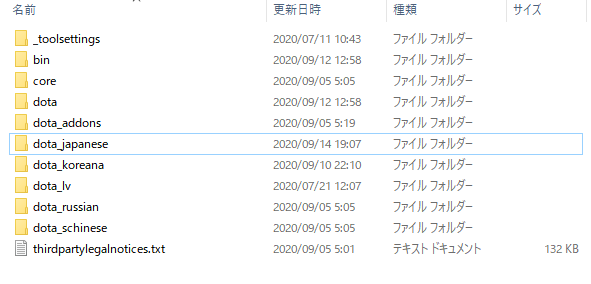 名前 更新日時 種類 サイズ
_toolsettings 2020/07/11 10:43 ファイル フォルダー
bin 2020/09/12 12:58 ファイル フォルダー
core 2020/09/05 5:05 ファイル フォルダー
dota 2020/09/12 12:58 ファイル フォルダー
dota_addons 2020/09/05 5:19 ファイル フォルダー
dota_japanese 2020/09/14 19:07 ファイル フォルダー
dota_koreana 2020/09/10 22:10 ファイル フォルダー
dota_lv 2020/07/21 12:07 ファイル フォルダー
dota_russian 2020/09/05 5:05 ファイル フォルダー
dota_schinese 2020/09/05 5:05 ファイル フォルダー
thirdpartylegalnotices.txt 2020/09/05 5:01 テキスト ドキュメント 132 KB